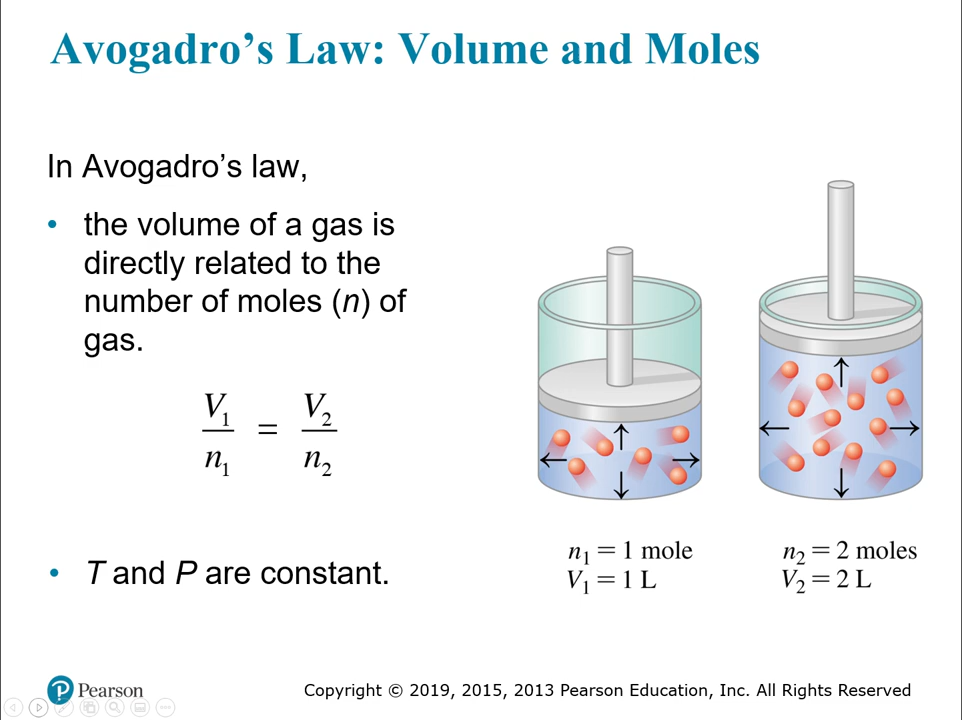 Avogadro’s Law: Volume and Moles
In Avogadro’s law,
• the volume of a gas is
directly related to the
number of moles (n) of
gas.
V₁/n₁ = V₂/n₂
• T and P are constant.
n₁ = 1 mole
V₁ = 1 L
n₂ = 2 moles
V₂ = 2 L
P Pearson
Copyright © 2019, 2015, 2013 Pearson Education, Inc. All Rights Reserved